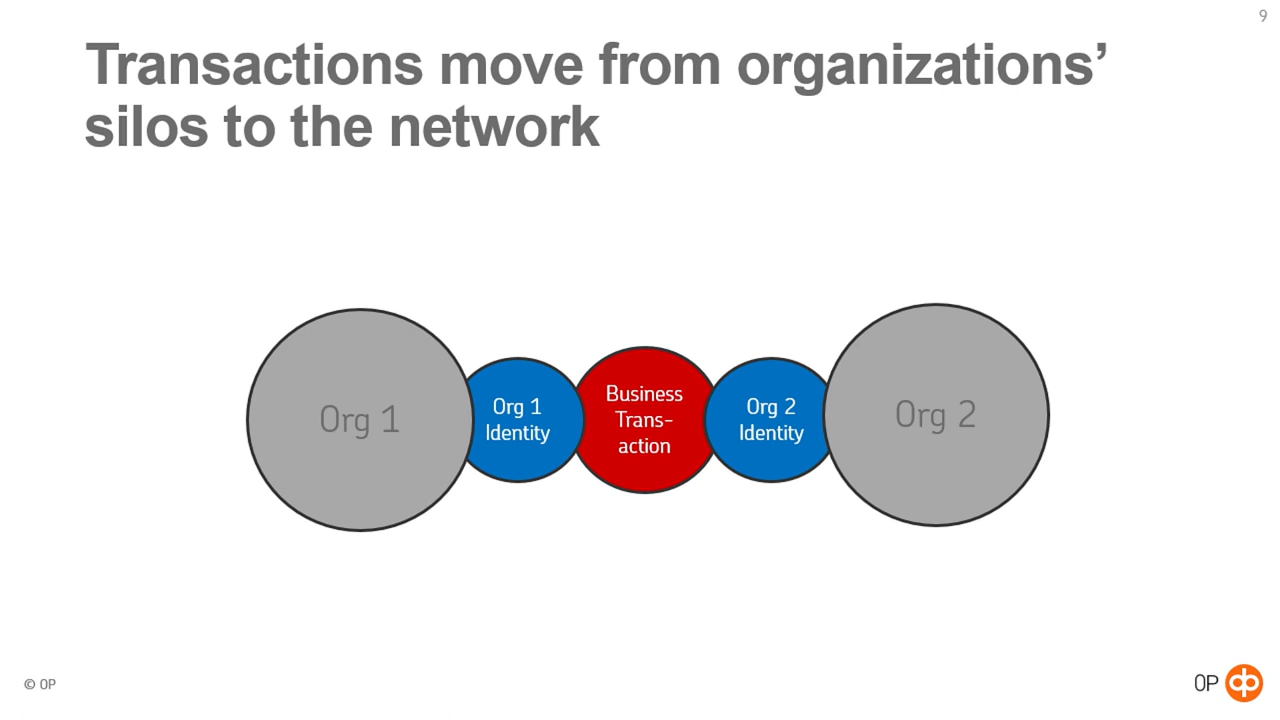 9
Transactions move from organizations’
silos to the network
Org 1
Org 1
Identity
Business
Trans-
action
Org 2
Identity
Org 2
© OP
OP